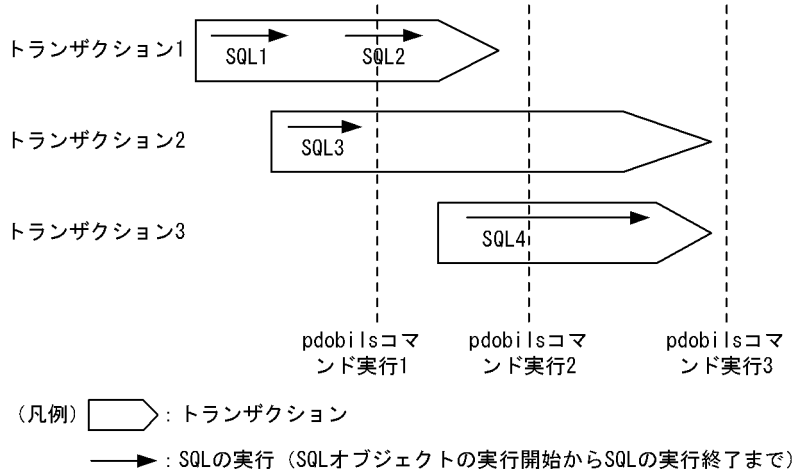 トランザクション1
SQL1
SQL2
トランザクション2
SQL3
トランザクション3
SQL4
pdobilsコマ
ンド実行1
pdobilsコマ
ンド実行2
pdobilsコマ
ンド実行3
(凡例)
:トランザクション
:SQLの実行(SQLオブジェクトの実行開始からSQLの実行終了まで)